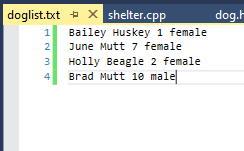 doglist.txt shelter.cpp dog.h
1 Bailey Huskey 1 female
2 June Mutt 7 female
3 Holly Beagle 2 female
4 Brad Mutt 10 male